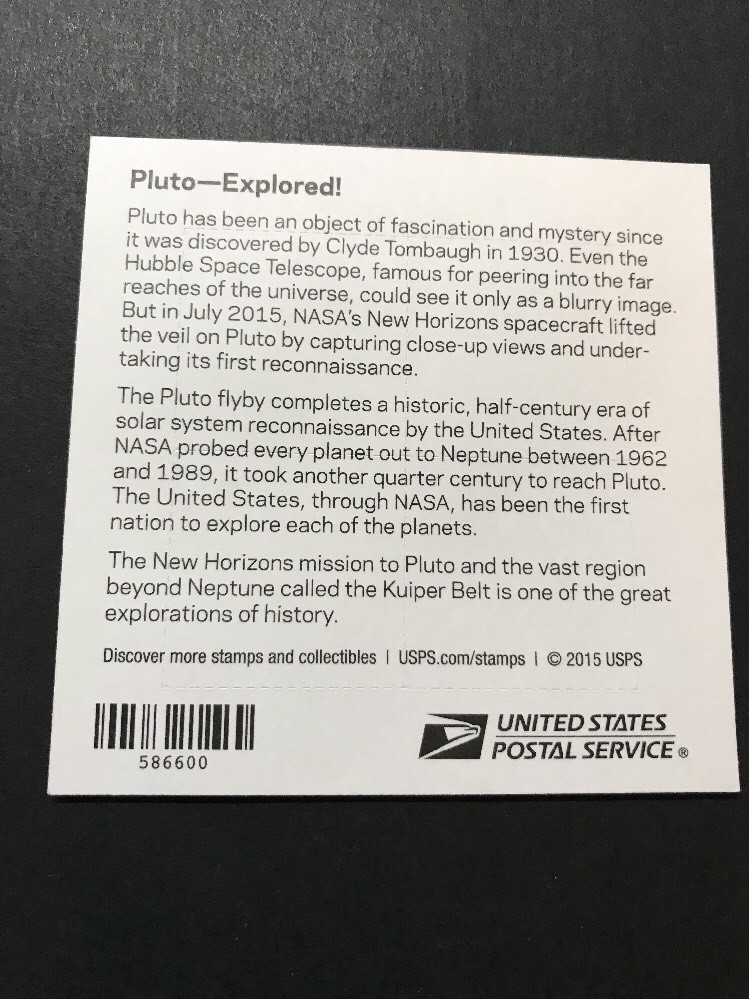 Pluto—Explored!
Pluto has been an object of fascination and mystery since
it was discovered by Clyde Tombaugh in 1930. Even the
Hubble Space Telescope, famous for peering into the far
reaches of the universe, could see it only as a blurry image.
But in July 2015, NASA's New Horizons spacecraft lifted
the veil on Pluto by capturing close-up views and under-
taking its first reconnaissance.
The Pluto flyby completes a historic, half-century era of
solar system reconnaissance by the United States. After
NASA probed every planet out to Neptune between 1962
and 1989, it took another quarter century to reach Pluto.
The United States, through NASA, has been the first
nation to explore each of the planets.
The New Horizons mission to Pluto and the vast region
beyond Neptune called the Kuiper Belt is one of the great
explorations of history.
Discover more stamps and collectibles | USPS.com/stamps | © 2015 USPS
586600
UNITED STATES
POSTAL SERVICE ®